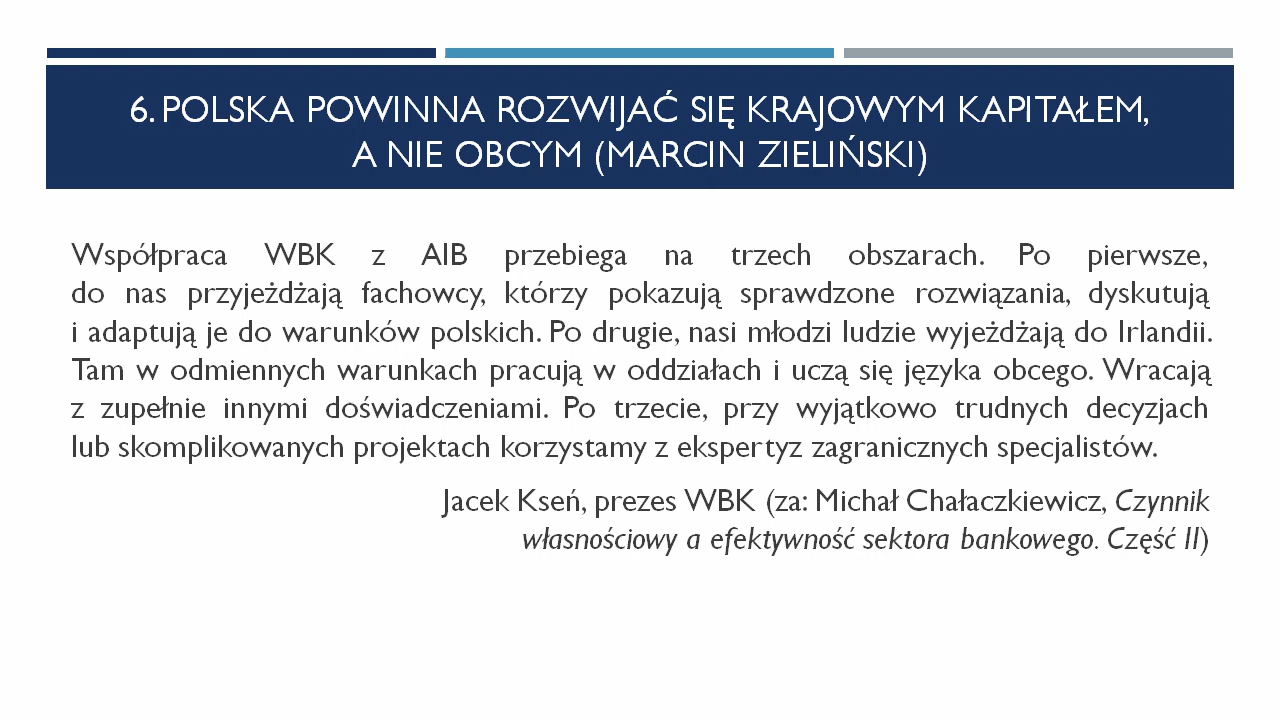 6. POLSKA POWINNA ROZWIJAĆ SIĘ KRAJOWYM KAPITAŁEM,
A NIE OBCYM (MARCIN ZIELIŃSKI)
Współpraca WBK z AIB przebiega na trzech obszarach. Po pierwsze,
do nas przyjeżdżają fachowcy, którzy pokazują sprawdzone rozwiązania, dyskutują
i adaptują je do warunków polskich. Po drugie, nasi młodzi ludzie wyjeżdżają do Irlandii.
Tam w odmiennych warunkach pracują w oddziałach i uczą się języka obcego. Wracają
z zupełnie innymi doświadczeniami. Po trzecie, przy wyjątkowo trudnych decyzjach
lub skomplikowanych projektach korzystamy z ekspertyz zagranicznych specjalistów.
Jacek Kseń, prezes WBK (za: Michał Chałaczkiewicz, Czynnik
własnościowy a efektywność sektora bankowego. Część II)